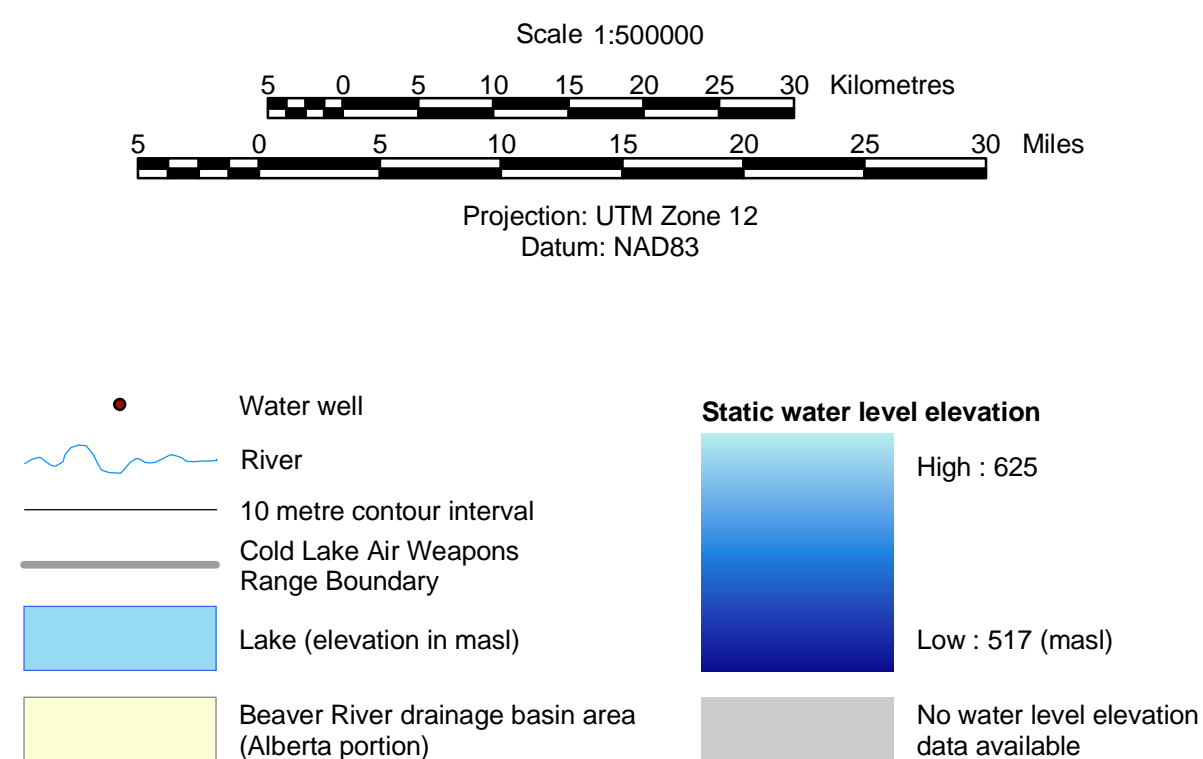 Scale 1:500000
5 0 5 10 15 20 25 30 Kilometres
5 0 5 10 15 20 25 30 Miles
Projection: UTM Zone 12
Datum: NAD83
Water well
River
10 metre contour interval
Cold Lake Air Weapons
Range Boundary
Lake (elevation in masl)
Beaver River drainage basin area
(Alberta portion)
Static water level elevation
High : 625
Low : 517 (masl)
No water level elevation
data available